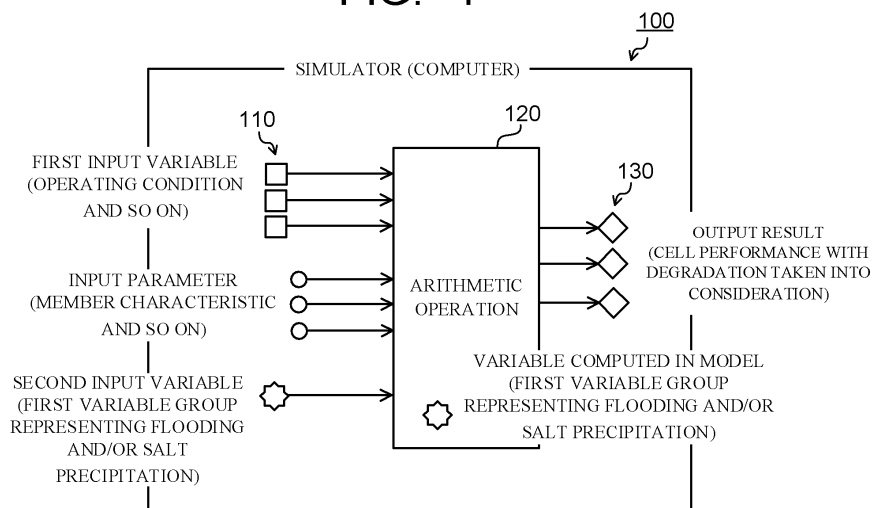 100
SIMULATOR (COMPUTER)
110
120
FIRST INPUT VARIABLE
(OPERATING CONDITION
AND SO ON)
130
OUTPUT RESULT
(CELL PERFORMANCE WITH
DEGRADATION TAKEN INTO
CONSIDERATION)
INPUT PARAMETER
(MEMBER CHARACTERISTIC
AND SO ON)
ARITHMETIC
OPERATION
VARIABLE COMPUTED IN MODEL
(FIRST VARIABLE GROUP
REPRESENTING FLOODING AND/OR
SALT PRECIPITATION)
SECOND INPUT VARIABLE
(FIRST VARIABLE GROUP
REPRESENTING FLOODING
AND/OR SALT
PRECIPITATION)